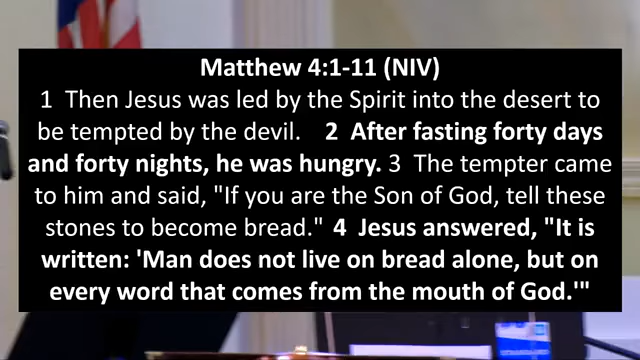 Matthew 4:1-11 (NIV)
1  Then Jesus was led by the Spirit into the desert to
be tempted by the devil.    2  After fasting forty days
and forty nights, he was hungry. 3  The tempter came
to him and said, "If you are the Son of God, tell these
stones to become bread."  4  Jesus answered, "It is
written: 'Man does not live on bread alone, but on
every word that comes from the mouth of God.'"